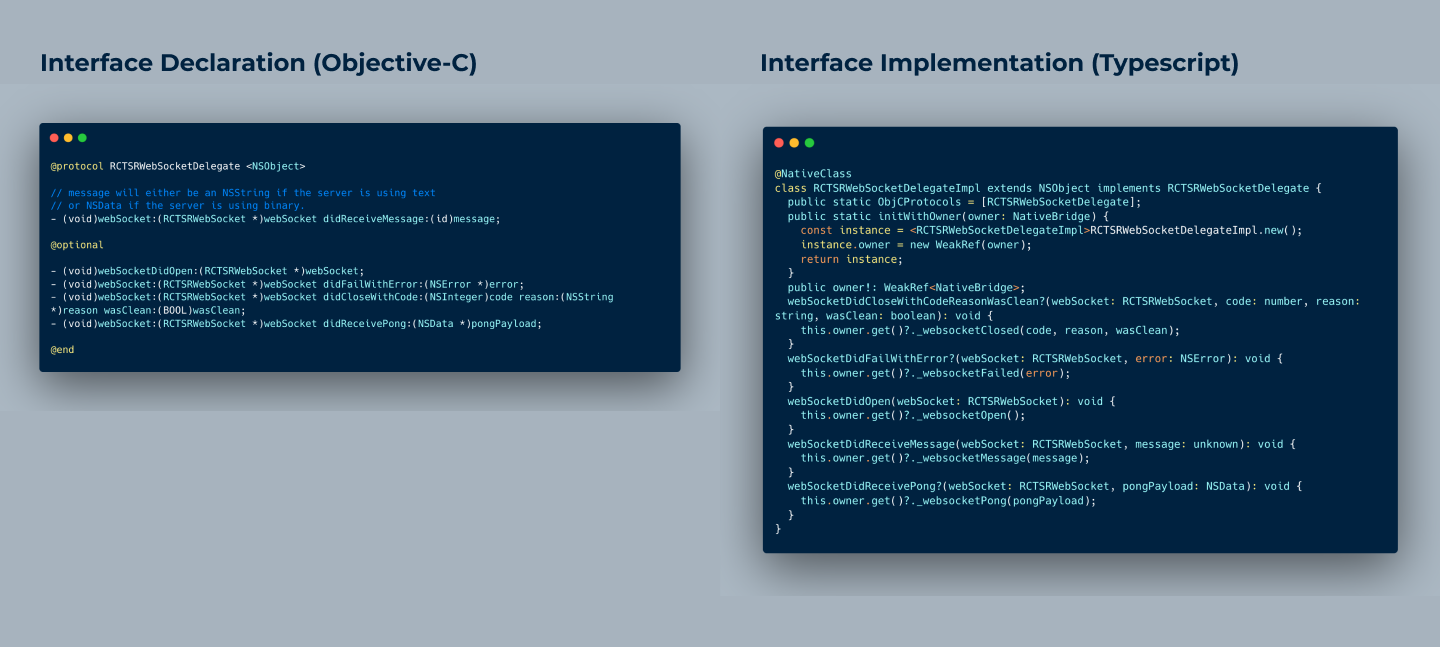 Interface Declaration (Objective-C)
@protocol RCTSRWebSocketDelegate <NSObject>
// message will either be an NSString if the server is using text
// or NSData if the server is using binary.
- (void)webSocket:(RCTSRWebSocket *)webSocket didReceiveMessage:(id)message;
@optional
- (void)webSocketDidOpen:(RCTSRWebSocket *)webSocket;
- (void)webSocket:(RCTSRWebSocket *)webSocket didFailWithError:(NSError *)error;
- (void)webSocket:(RCTSRWebSocket *)webSocket didCloseWithCode:(NSInteger)code reason:(NSString
*)reason wasClean:(BOOL)wasClean;
- (void)webSocket:(RCTSRWebSocket *)webSocket didReceivePong:(NSData *)pongPayload;
@end
Interface Implementation (Typescript)
@NativeClass
class RCTSRWebSocketDelegateImpl extends NSObject implements RCTSRWebSocketDelegate {
  public static ObjCProtocols = [RCTSRWebSocketDelegate];
  public static initWithOwner(owner: NativeBridge) {
    const instance = <RCTSRWebSocketDelegateImpl>RCTSRWebSocketDelegateImpl.new();
    instance.owner = new WeakRef(owner);
    return instance;
  }
  public owner!: WeakRef<NativeBridge>;
  webSocketDidCloseWithCodeReasonWasClean?(webSocket: RCTSRWebSocket, code: number, reason:
string, wasClean: boolean): void {
    this.owner.get()?._websocketClosed(code, reason, wasClean);
  }
  webSocketDidFailWithError?(webSocket: RCTSRWebSocket, error: NSError): void {
    this.owner.get()?._websocketFailed(error);
  }
  webSocketDidOpen(webSocket: RCTSRWebSocket): void {
    this.owner.get()?._websocketOpen();
  }
  webSocketDidReceiveMessage(webSocket: RCTSRWebSocket, message: unknown): void {
    this.owner.get()?._websocketMessage(message);
  }
  webSocketDidReceivePong?(webSocket: RCTSRWebSocket, pongPayload: NSData): void {
    this.owner.get()?._websocketPong(pongPayload);
  }
}